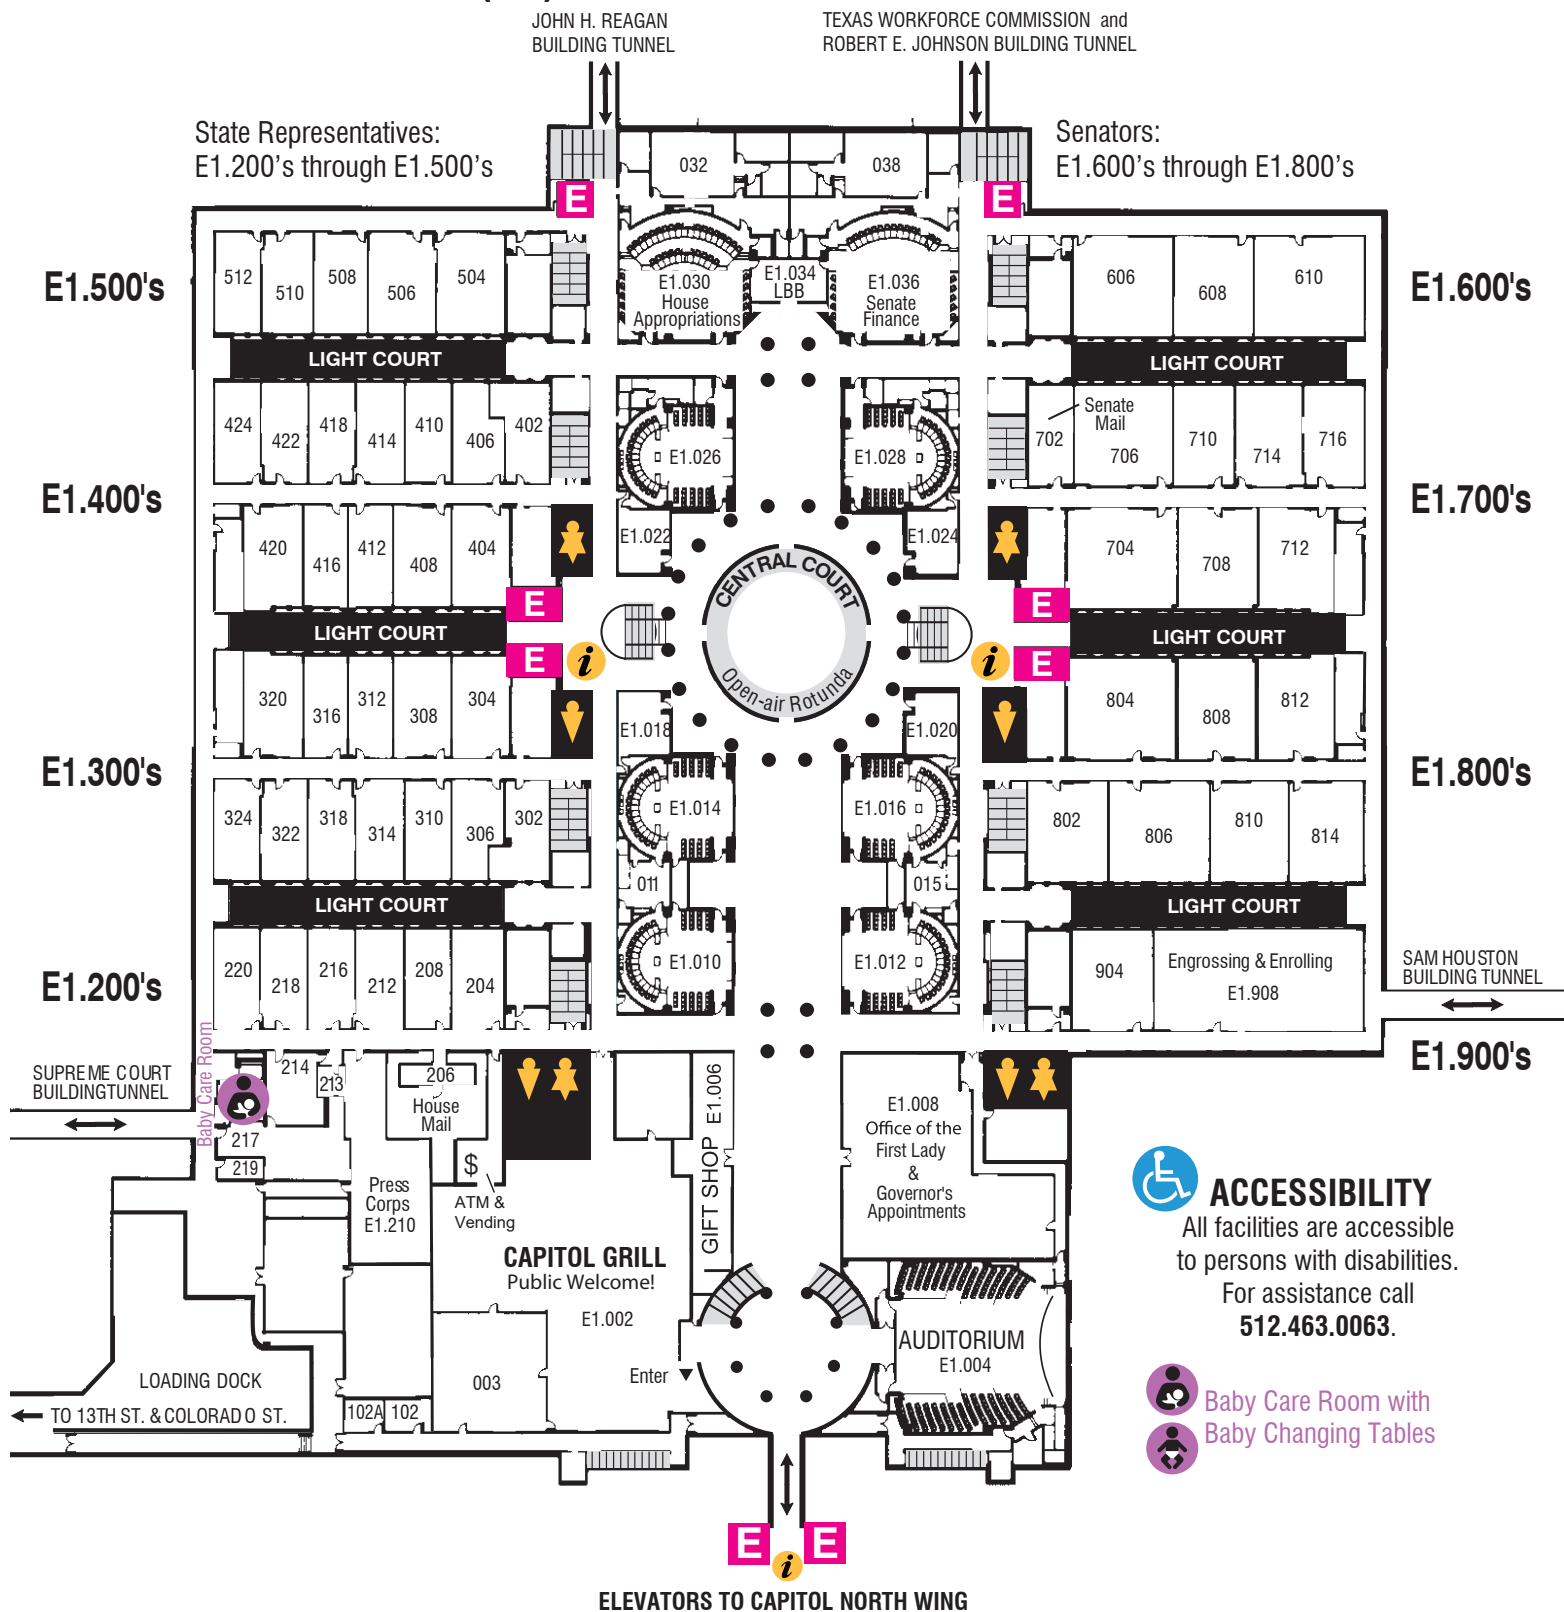 JOHN H. REAGAN
BUILDING TUNNEL
TEXAS WORKFORCE COMMISSION and
ROBERT E. JOHNSON BUILDING TUNNEL
State Representatives:
E1.200's through E1.500's
Senators:
E1.600's through E1.800's
032
038
E
E
E1.500's
512
510
508
506
504
E1.030
House
Appropriations
E1.034
LBB
E1.036
Senate
Finance
606
608
610
E1.600's
LIGHT COURT
LIGHT COURT
424
422
418
414
410
406
402
E1.026
E1.028
702
Senate
Mail
706
710
714
716
E1.400's
E1.700's
420
416
412
408
404
E1.022
E1.024
704
708
712
CENTRAL COURT
Open-air Rotunda
E
E
LIGHT COURT
LIGHT COURT
E
i
i
E
320
316
312
308
304
E1.018
E1.020
804
808
812
E1.300's
E1.800's
324
322
318
314
310
306
302
E1.014
E1.016
802
806
810
814
011
015
LIGHT COURT
LIGHT COURT
E1.200's
220
218
216
212
208
204
E1.010
E1.012
904
Engrossing & Enrolling
E1.908
SAM HOUSTON
BUILDING TUNNEL
E1.900's
SUPREME COURT
BUILDINGTUNNEL
Baby Care Room
214
213
206
House
Mail
217
219
$
ATM &
Vending
Press
Corps
E1.210
GIFT SHOP E1.006
E1.008
Office of the
First Lady
&
Governor's
Appointments
CAPITOL GRILL
Public Welcome!
E1.002
003
Enter
AUDITORIUM
E1.004
102A
102
LOADING DOCK
TO 13TH ST. & COLORADO ST.
ACCESSIBILITY
All facilities are accessible
to persons with disabilities.
For assistance call
512.463.0063.
Baby Care Room with
Baby Changing Tables
E
E
i
ELEVATORS TO CAPITOL NORTH WING